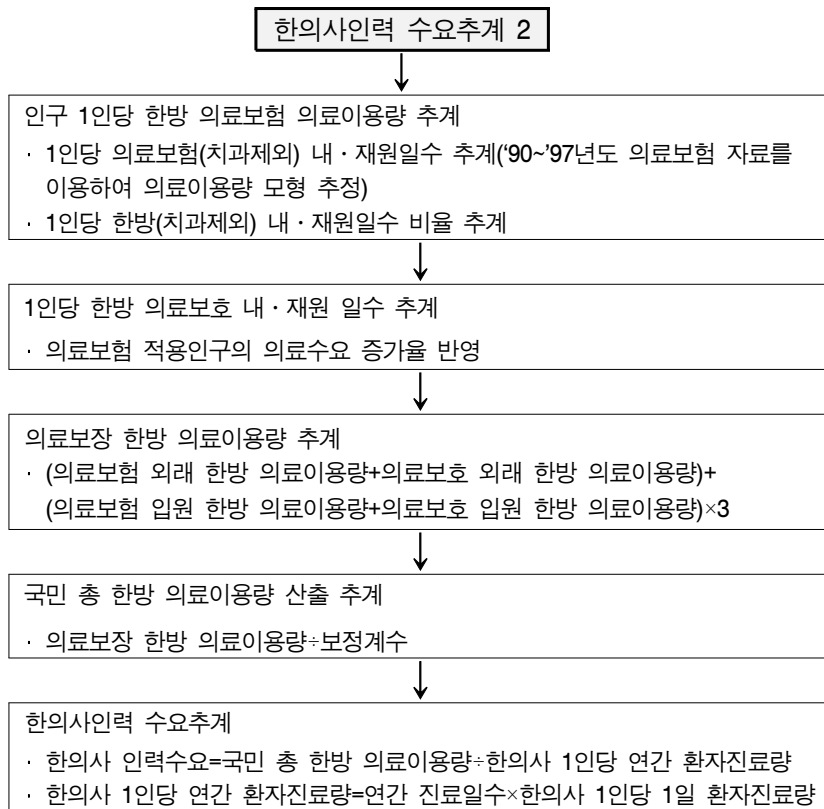 한의사인력 수요추계 2
인구 1인당 한방 의료보험 의료이용량 추계
· 1인당 의료보험(치과제외) 내·재원일수 추계('90~'97년도 의료보험 자료를
이용하여 의료이용량 모형 추정)
· 1인당 한방(치과제외) 내·재원일수 비율 추계
1인당 한방 의료보호 내·재원 일수 추계
· 의료보험 적용인구의 의료수요 증가율 반영
의료보장 한방 의료이용량 추계
· (의료보험 외래 한방 의료이용량+의료보호 외래 한방 의료이용량)+
(의료보험 입원 한방 의료이용량+의료보호 입원 한방 의료이용량)×3
국민 총 한방 의료이용량 산출 추계
· 의료보장 한방 의료이용량÷보정계수
한의사인력 수요추계
· 한의사 인력수요=국민 총 한방 의료이용량÷한의사 1인당 연간 환자진료량
· 한의사 1인당 연간 환자진료량=연간 진료일수×한의사 1인당 1일 환자진료량